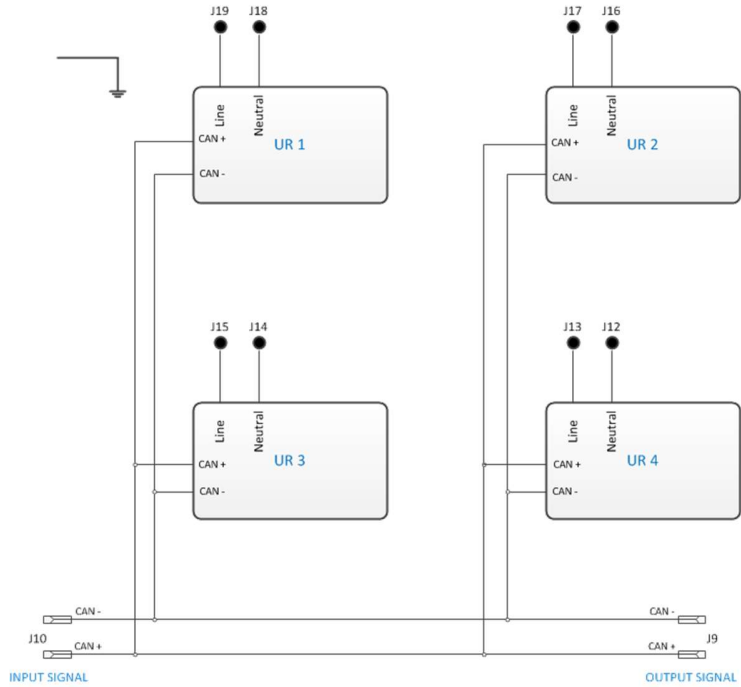 J19 J18
J17 J16
Line Neutral
CAN +
UR 1
CAN -
Line Neutral
CAN +
UR 2
CAN -
J15 J14
J13 J12
Line Neutral
UR 3
CAN +
CAN -
Line Neutral
UR 4
CAN +
CAN -
CAN -
CAN -
J10
J9
CAN +
CAN +
INPUT SIGNAL
OUTPUT SIGNAL